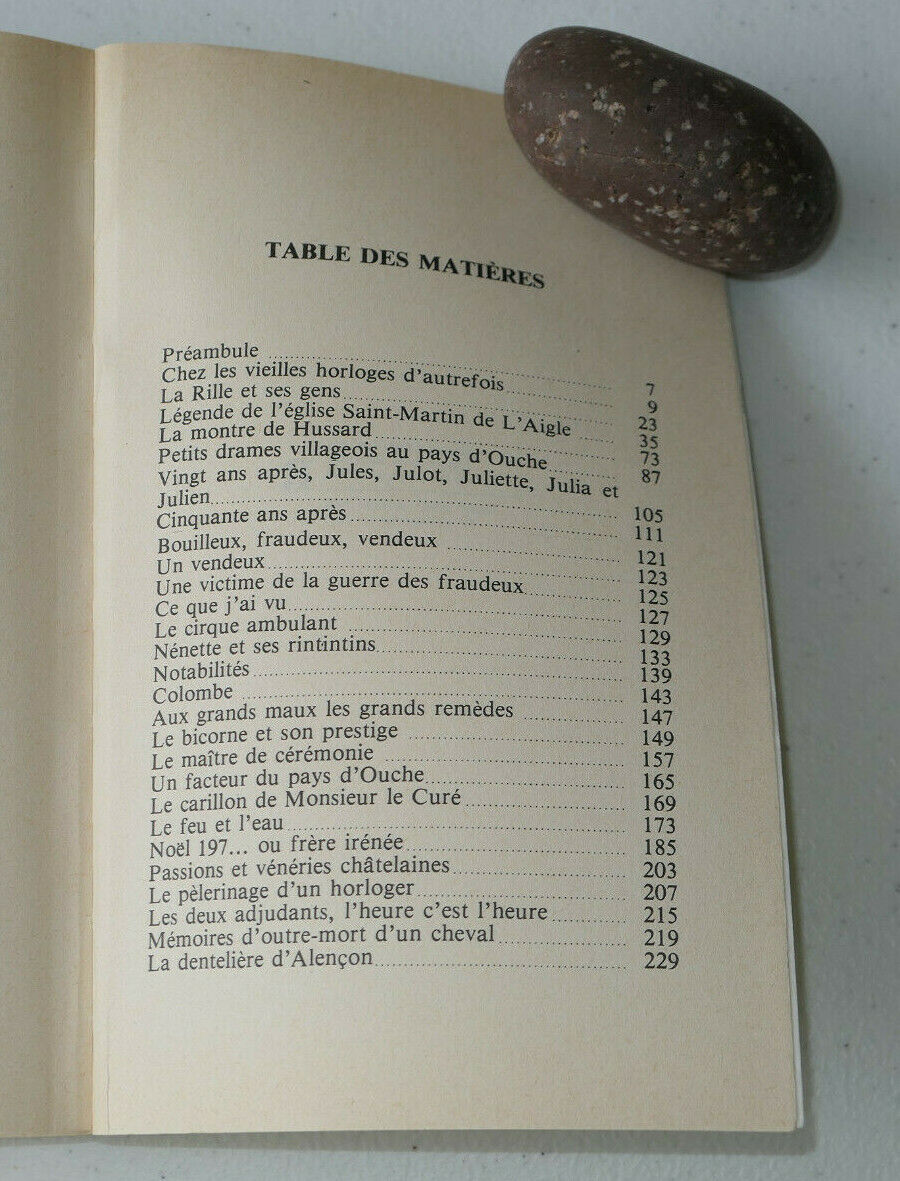 TABLE DES MATIÈRES
Préambule ........ 7
Chez les vieilles horloges d'autrefois ........ 9
La Rille et ses gens ........ 23
Légende de l'église Saint-Martin de L'Aigle ........ 35
La montre de Hussard ........ 73
Petits drames villageois au pays d'Ouche ........ 87
Vingt ans après, Jules, Julot, Juliette, Julia et
Julien ........ 105
Cinquante ans après ........ 111
Bouilleux, fraudeux, vendeux ........ 121
Un vendeux ........ 123
Une victime de la guerre des fraudeux ........ 125
Ce que j'ai vu ........ 127
Le cirque ambulant ........ 129
Nénette et ses rintintins ........ 133
Notabilités ........ 139
Colombe ........ 143
Aux grands maux les grands remèdes ........ 147
Le bicorne et son prestige ........ 149
Le maître de cérémonie ........ 157
Un facteur du pays d'Ouche ........ 165
Le carillon de Monsieur le Curé ........ 169
Le feu et l'eau ........ 173
Noël 197... ou frère irénée ........ 185
Passions et vénéries châtelaines ........ 203
Le pèlerinage d'un horloger ........ 207
Les deux adjudants, l'heure c'est l'heure ........ 215
Mémoires d'outre-mort d'un cheval ........ 219
La dentelière d'Alençon ........ 229